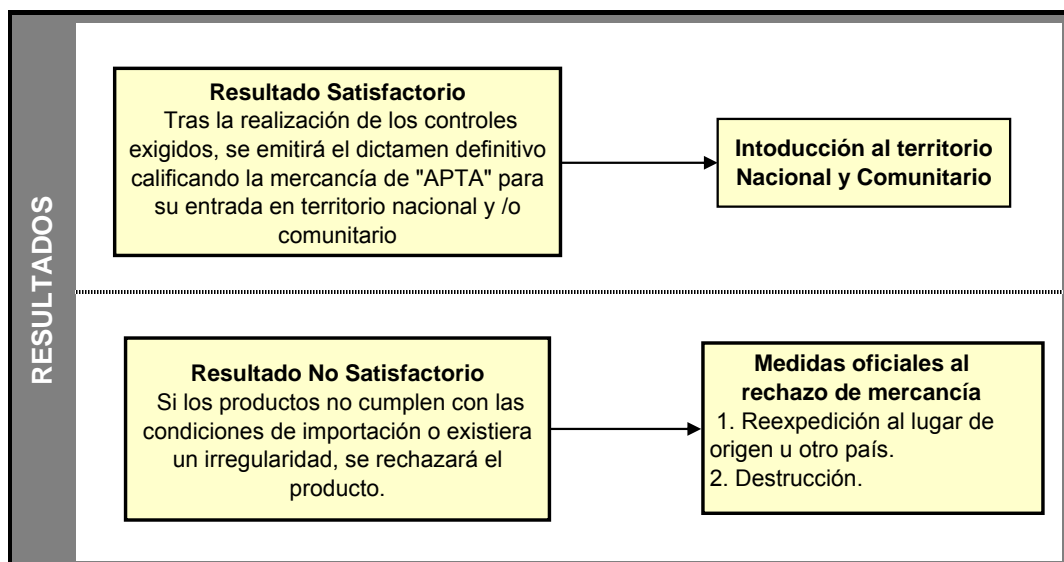 RESULTADOS
Resultado Satisfactorio
Tras la realización de los controles
exigidos, se emitirá el dictamen definitivo
calificando la mercancía de "APTA" para
su entrada en territorio nacional y /o
comunitario
Intoducción al territorio
Nacional y Comunitario
Resultado No Satisfactorio
Si los productos no cumplen con las
condiciones de importación o existiera
un irregularidad, se rechazará el
producto.
Medidas oficiales al
rechazo de mercancía
1. Reexpedición al lugar de
origen u otro país.
2. Destrucción.